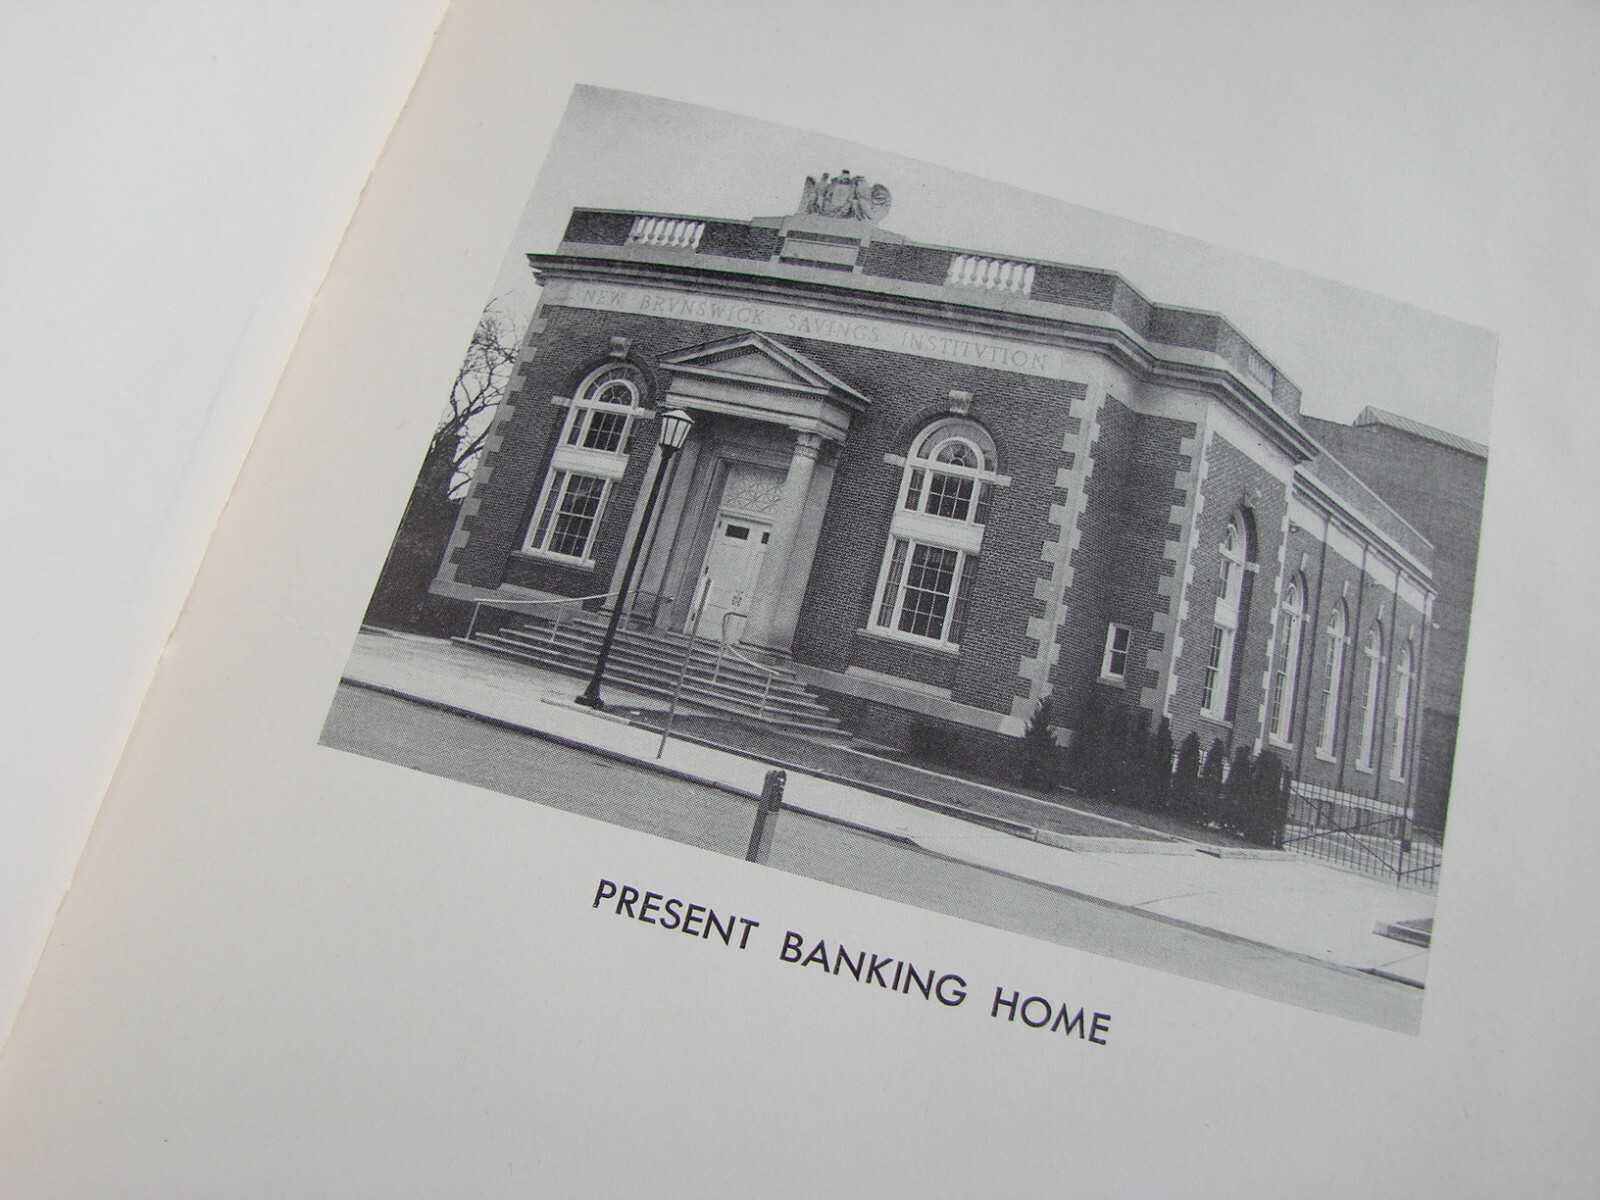 NEW BRVNSWICK · SAVINGS · INSTITVTION
PRESENT BANKING HOME